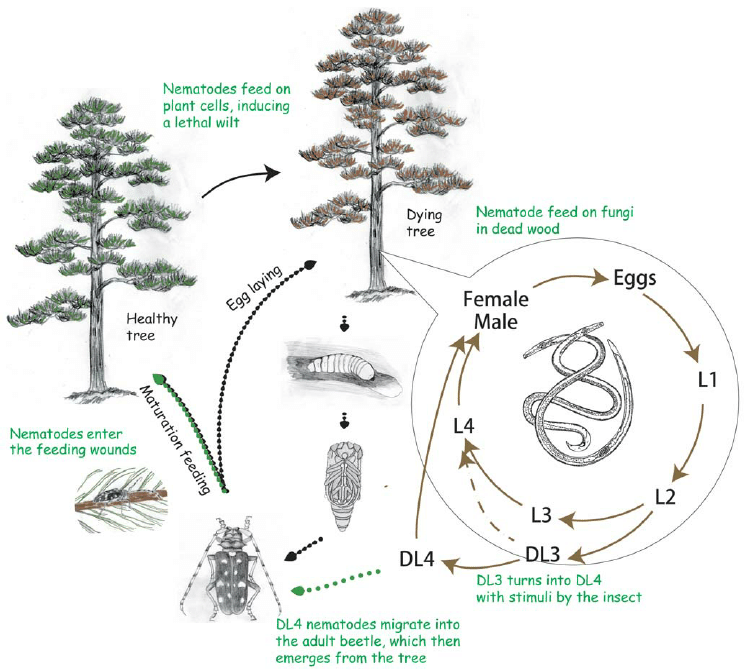 Nematodes feed on
plant cells, inducing
a lethal wilt
Dying
tree
Nematode feed on fungi
in dead wood
Healthy
tree
Egg laying
Maturation feeding
Nematodes enter
the feeding wounds
Female
Male
Eggs
L1
L2
L3
L4
DL3
DL4
DL3 turns into DL4
with stimuli by the insect
DL4 nematodes migrate into
the adult beetle, which then
emerges from the tree